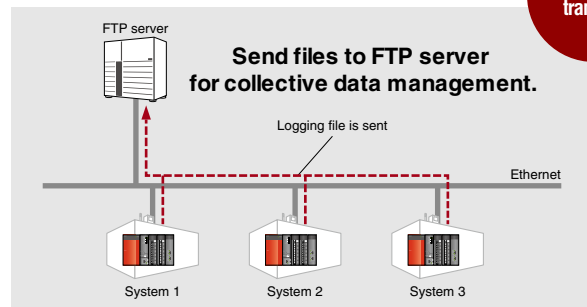 tran
FTP server
Send files to FTP server
for collective data management.
Logging file is sent
Ethernet
System 1
System 2
System 3